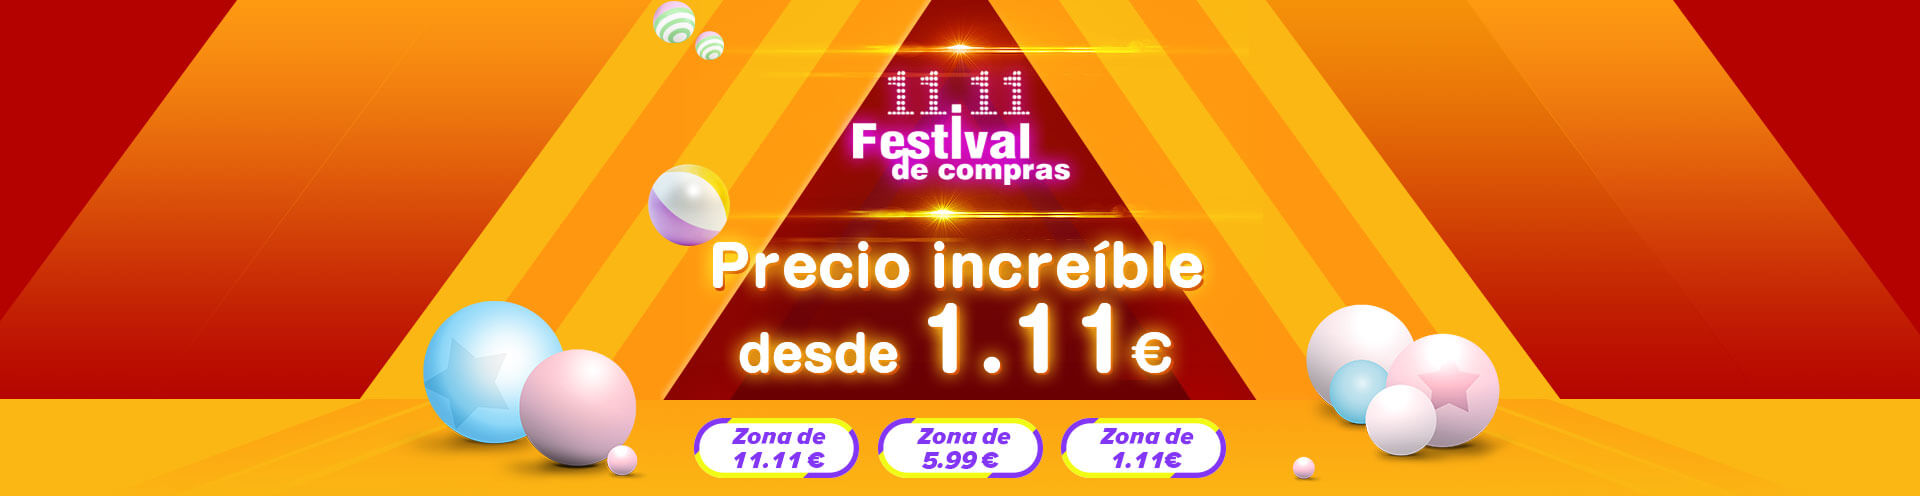 11.11
Festival
de compras
Precio increíble
desde 1.11€
Zona de
11.11 €
Zona de
5.99 €
Zona de
1.11€